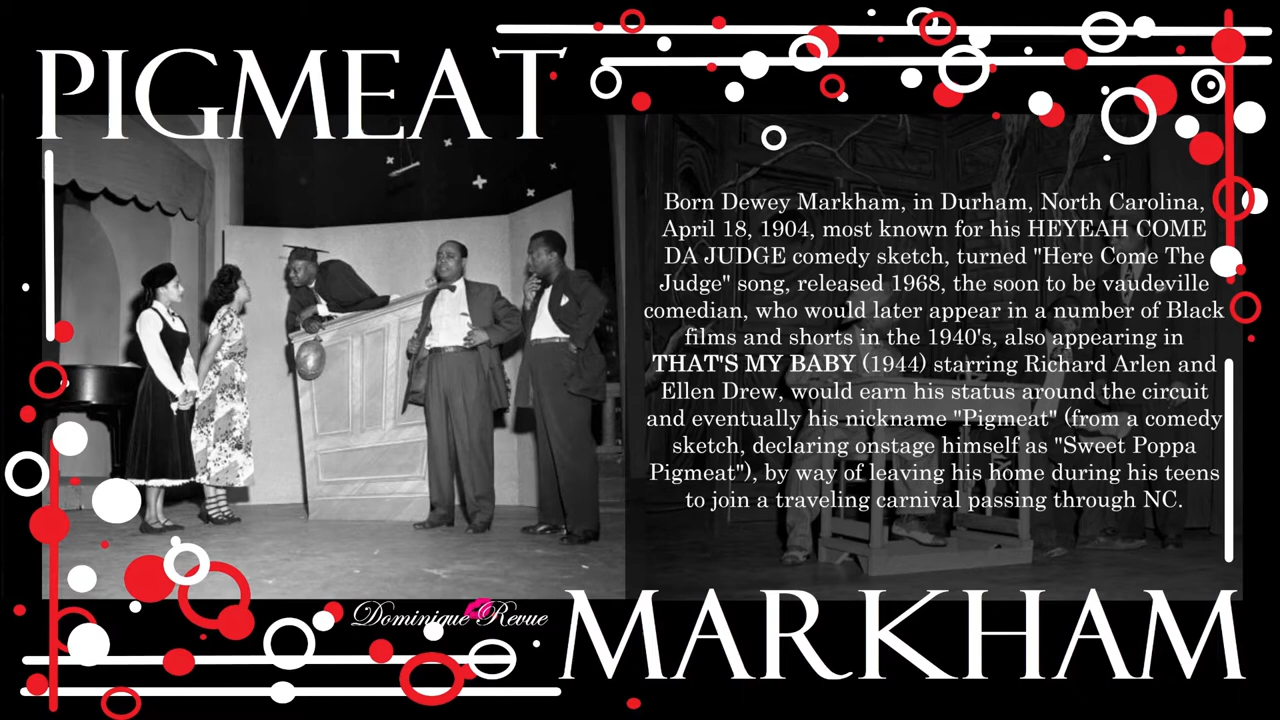 PIGMEAT
Born Dewey Markham, in Durham, North Carolina,
April 18, 1904, most known for his HEYEAH COME
DA JUDGE comedy sketch, turned "Here Come The
Judge" song, released 1968, the soon to be vaudeville
comedian, who would later appear in a number of Black
films and shorts in the 1940's, also appearing in
THAT'S MY BABY (1944) starring Richard Arlen and
Ellen Drew, would earn his status around the circuit
and eventually his nickname "Pigmeat" (from a comedy
sketch, declaring onstage himself as "Sweet Poppa
Pigmeat"), by way of leaving his home during his teens
to join a traveling carnival passing through NC.
Dominique Revue
MARKHAM